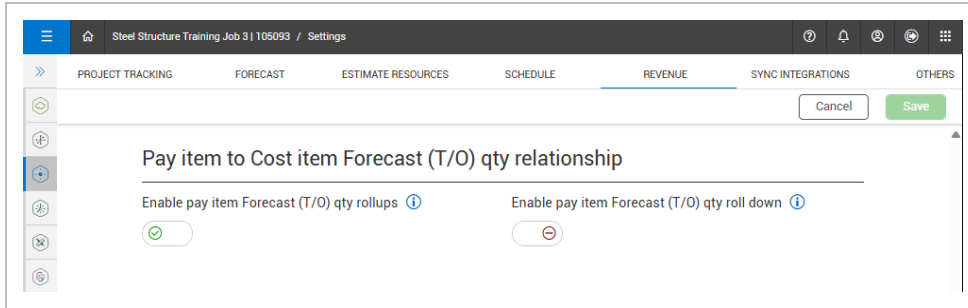 Steel Structure Training Job 3 | 105093 / Settings
PROJECT TRACKING FORECAST ESTIMATE RESOURCES SCHEDULE REVENUE SYNC INTEGRATIONS OTHERS
Cancel Save
Pay item to Cost item Forecast (T/O) qty relationship
Enable pay item Forecast (T/O) qty rollups Enable pay item Forecast (T/O) qty roll down